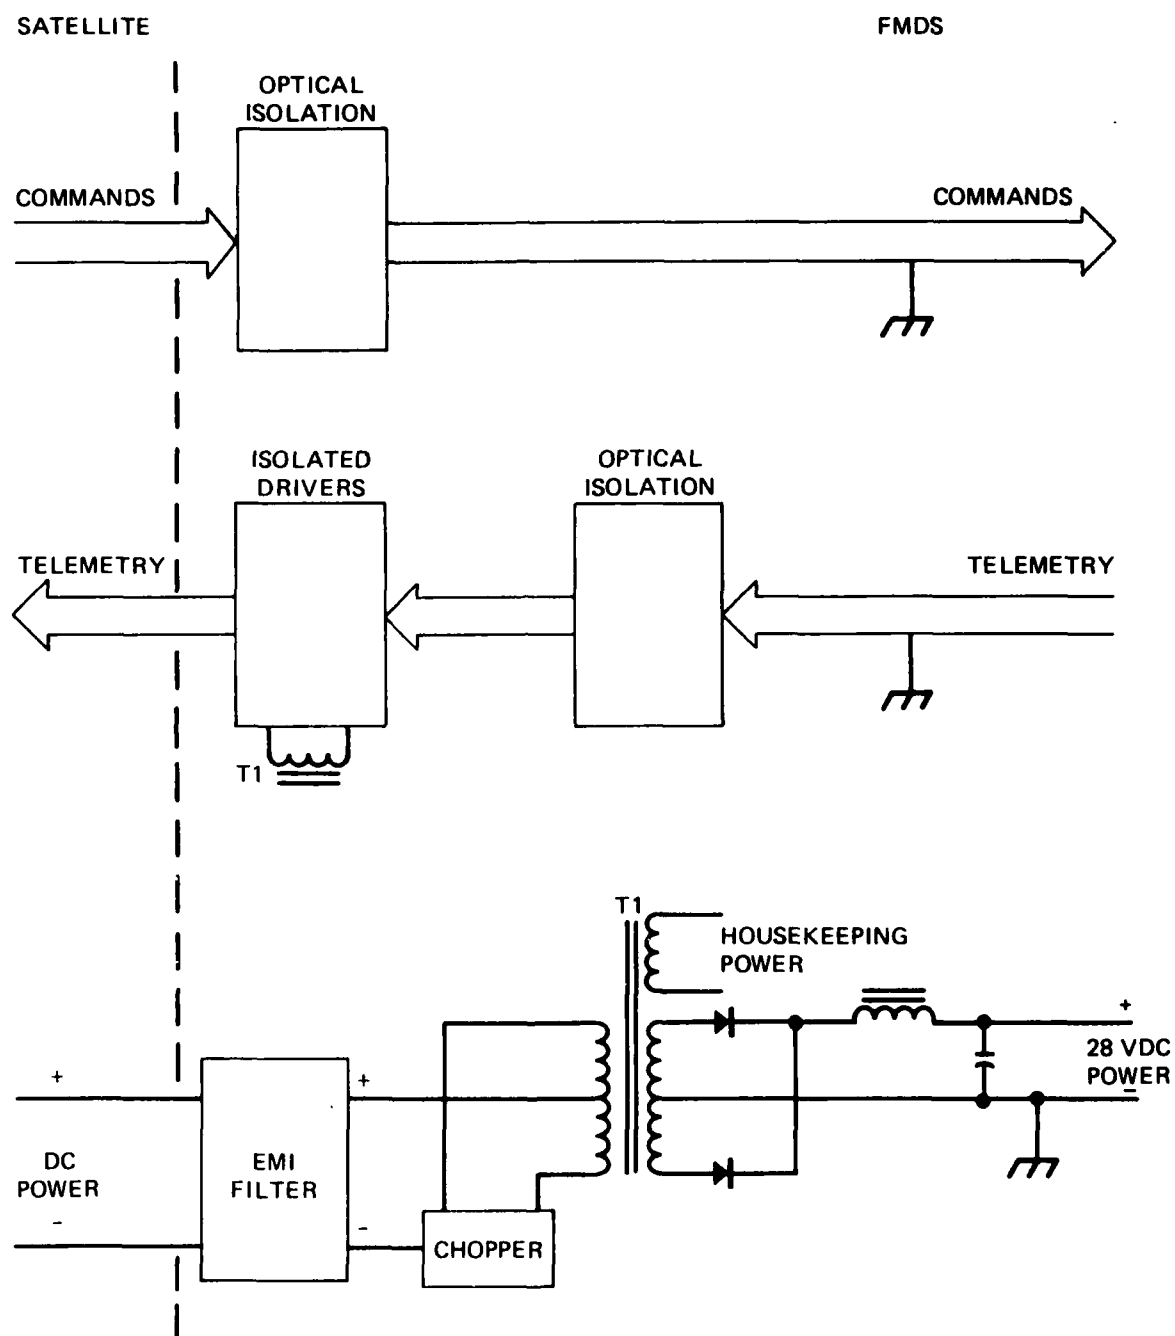 SATELLITE
FMDS
OPTICAL
ISOLATION
COMMANDS
COMMANDS
ISOLATED
DRIVERS
OPTICAL
ISOLATION
TELEMETRY
TELEMETRY
T1
T1
HOUSEKEEPING
POWER
+
28 VDC
POWER
–
+
+
DC
POWER
EMI
FILTER
–
–
CHOPPER